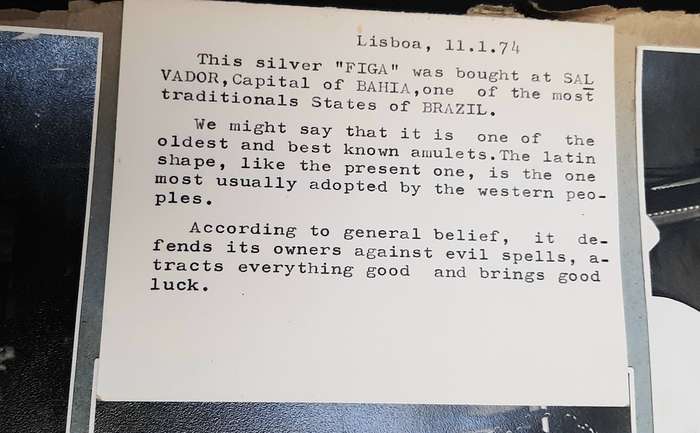 Lisboa, 11.1.74
This silver "FIGA" was bought at SAL
VADOR,Capital of BAHIA,one of the most
traditionals States of BRAZIL.
We might say that it is one of the
oldest and best known amulets.The latin
shape, like the present one, is the one
most usually adopted by the western peo-
ples.
According to general belief, it de-
fends its owners against evil spells, a-
tracts everything good and brings good
luck.